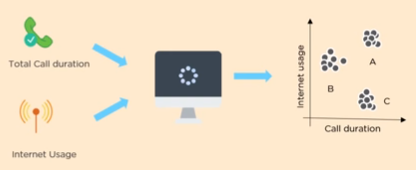 Total Call duration
Internet Usage
Internet usage
A
B
C
Call duration